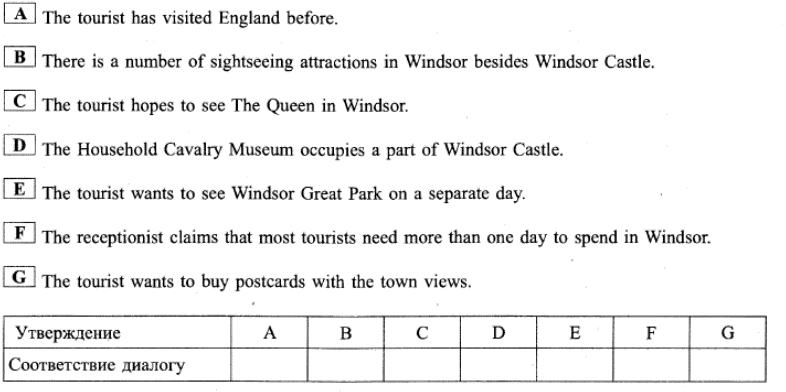 A The tourist has visited England before.
B There is a number of sightseeing attractions in Windsor besides Windsor Castle.
C The tourist hopes to see The Queen in Windsor.
D The Household Cavalry Museum occupies a part of Windsor Castle.
E The tourist wants to see Windsor Great Park on a separate day.
F The receptionist claims that most tourists need more than one day to spend in Windsor.
G The tourist wants to buy postcards with the town views.
Утверждение A B C D E F G
Соответствие диалогу